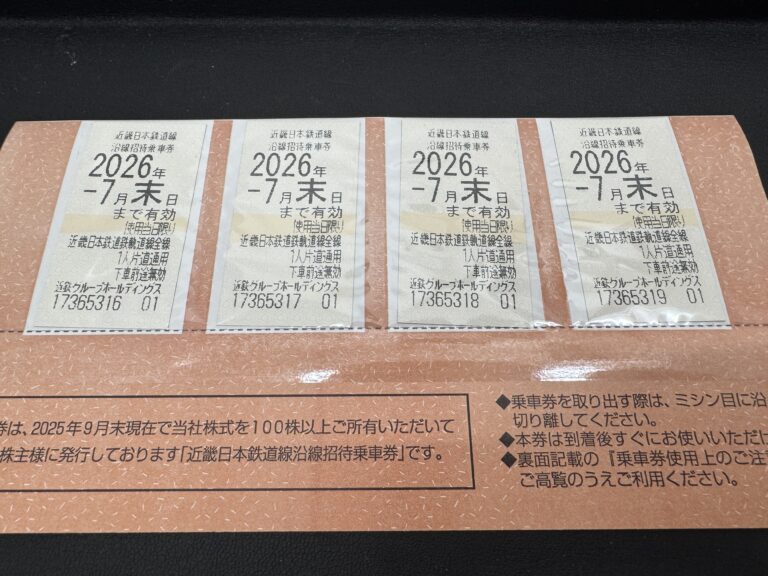 近畿日本鉄道線
沿線招待乗車券
2026年
-7月末日
まで有効
(使用当日限り)
近畿日本鉄道鉄軌道線全線
1人片道通用
下車前途無効
近鉄グループホールディングス
17365316 01
近畿日本鉄道線
沿線招待乗車券
2026年
-7月末日
まで有効
(使用当日限り)
近畿日本鉄道鉄軌道線全線
1人片道通用
下車前途無効
近鉄グループホールディングス
17365317 01
近畿日本鉄道線
沿線招待乗車券
2026年
-7月末日
まで有効
(使用当日限り)
近畿日本鉄道鉄軌道線全線
1人片道通用
下車前途無効
近鉄グループホールディングス
17365318 01
近畿日本鉄道線
沿線招待乗車券
2026年
-7月末日
まで有効
(使用当日限り)
近畿日本鉄道鉄軌道線全線
1人片道通用
下車前途無効
近鉄グループホールディングス
17365319 01
券は、2025年9月末現在で当社株式を100株以上ご所有いただいて
株主様に発行しております「近畿日本鉄道線沿線招待乗車券」です。
◆乗車券を取り出す際は、ミシン目に沿
切り離してください。
◆本券は到着後すぐにお使いいただけ
◆裏面記載の『乗車券使用上のご注意
ご高覧のうえご利用ください。